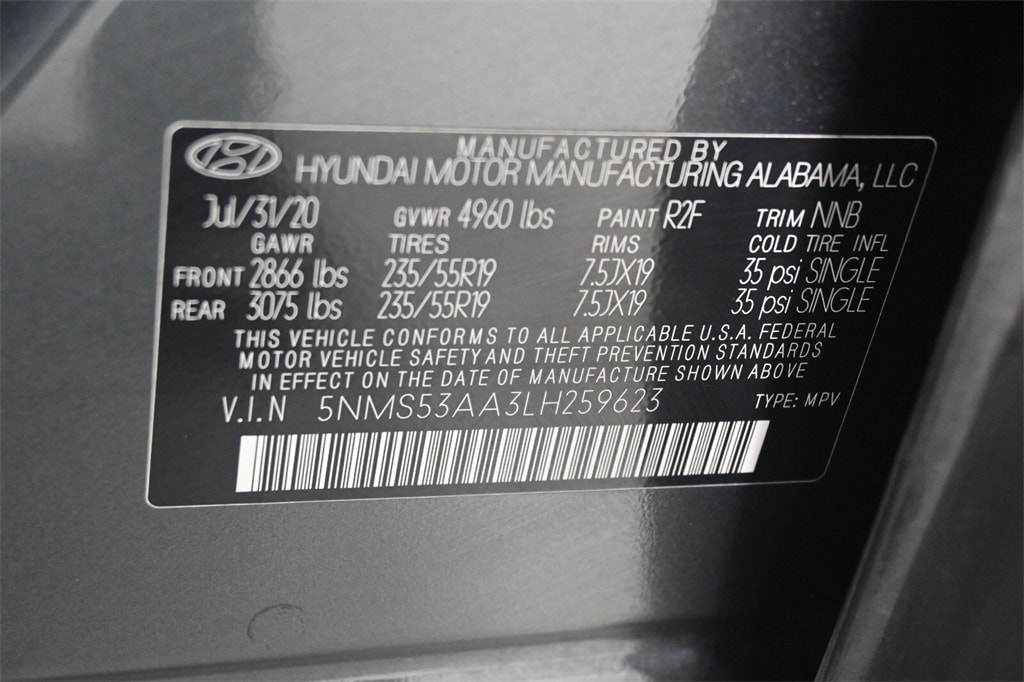 MANUFACTURED BY
HYUNDAI MOTOR MANUFACTURING ALABAMA, LLC
Jul/31/20 GVWR 4960 lbs PAINT R2F TRIM NNB
GAWR TIRES RIMS COLD TIRE INFL
FRONT 2866 lbs 235/55R19 7.5JX19 35 psi SINGLE
REAR 3075 lbs 235/55R19 7.5JX19 35 psi SINGLE
THIS VEHICLE CONFORMS TO ALL APPLICABLE U.S.A. FEDERAL
MOTOR VEHICLE SAFETY AND THEFT PREVENTION STANDARDS
IN EFFECT ON THE DATE OF MANUFACTURE SHOWN ABOVE
V.I.N 5NMS53AA3LH259623 TYPE: MPV